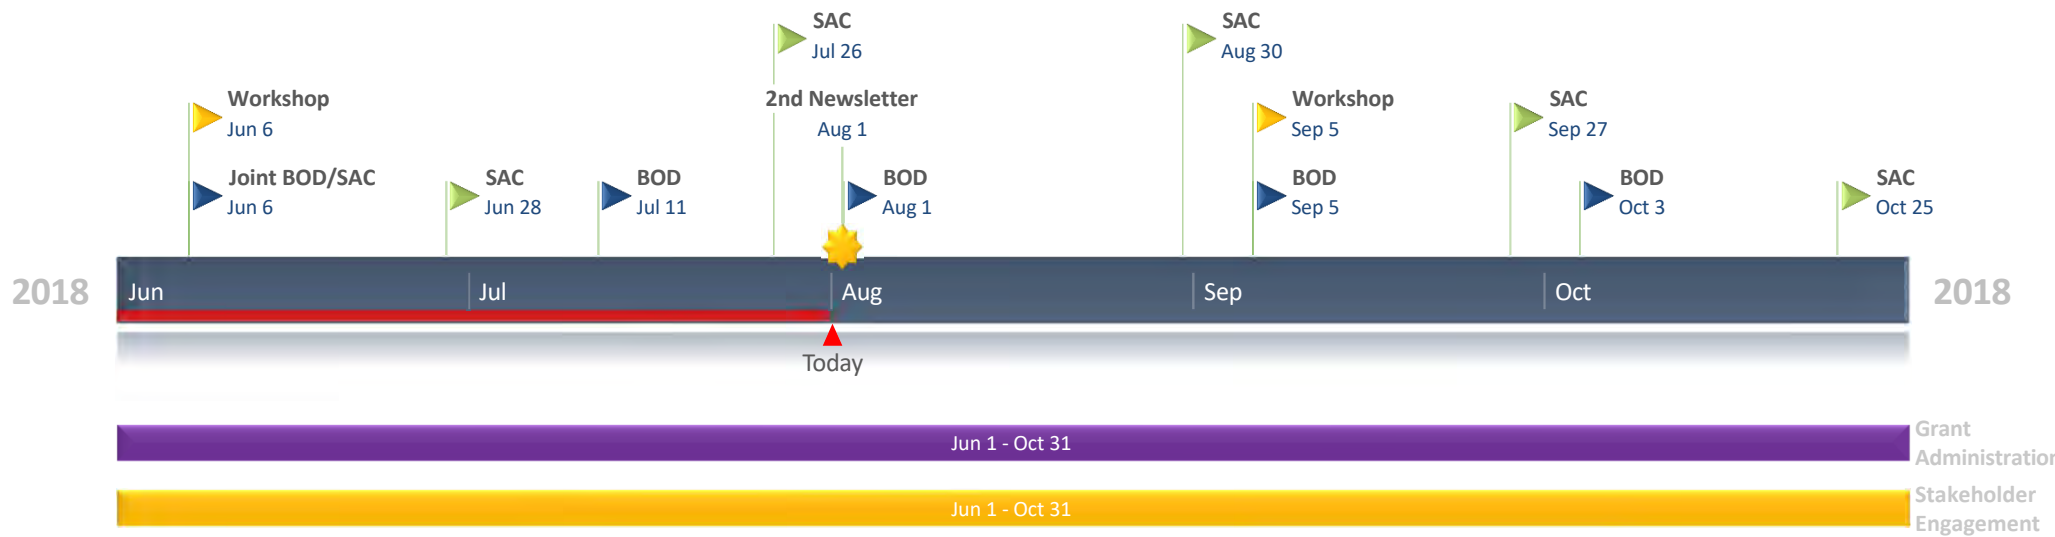 SAC
Jul 26
SAC
Aug 30
Workshop
Jun 6
2nd Newsletter
Aug 1
Workshop
Sep 5
SAC
Sep 27
Joint BOD/SAC
Jun 6
SAC
Jun 28
BOD
Jul 11
BOD
Aug 1
BOD
Sep 5
BOD
Oct 3
SAC
Oct 25
2018
Jun
Jul
Aug
Sep
Oct
2018
Today
Jun 1 - Oct 31
Grant
Administration
Jun 1 - Oct 31
Stakeholder
Engagement